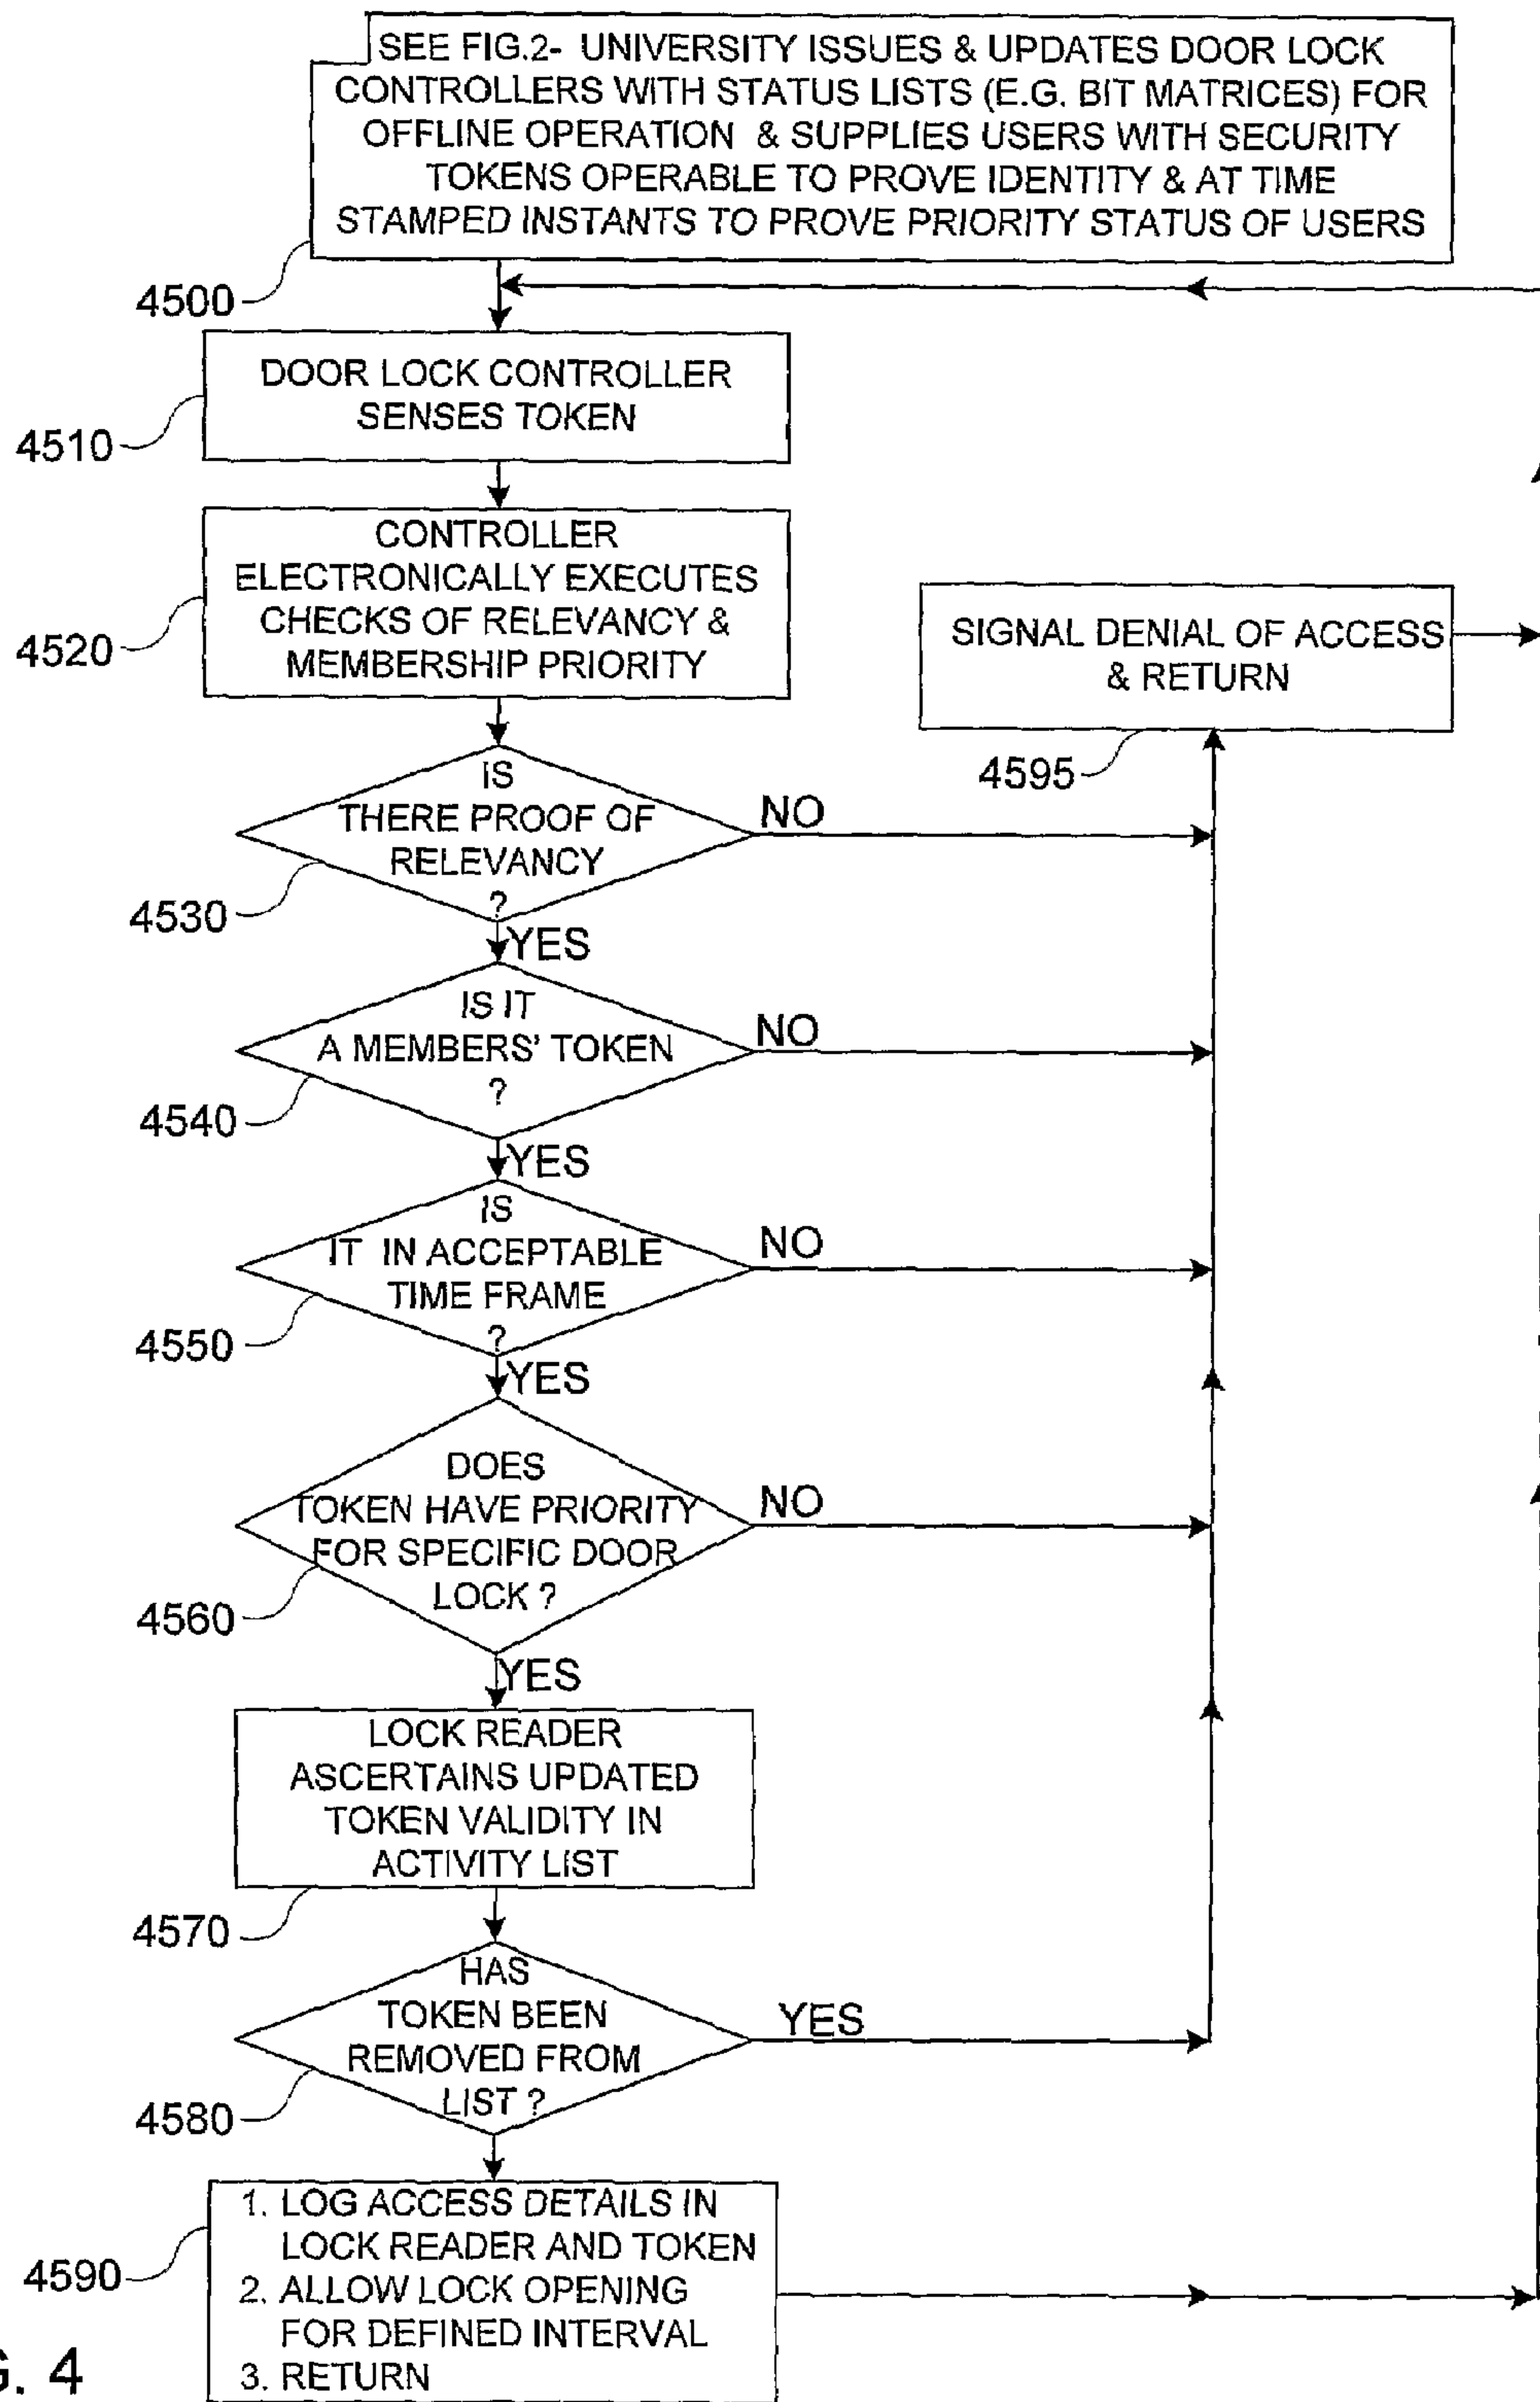 SEE FIG.2- UNIVERSITY ISSUES & UPDATES DOOR LOCK
CONTROLLERS WITH STATUS LISTS (E.G. BIT MATRICES) FOR
OFFLINE OPERATION & SUPPLIES USERS WITH SECURITY
TOKENS OPERABLE TO PROVE IDENTITY & AT TIME
STAMPED INSTANTS TO PROVE PRIORITY STATUS OF USERS
4500
DOOR LOCK CONTROLLER
SENSES TOKEN
4510
CONTROLLER
ELECTRONICALLY EXECUTES
CHECKS OF RELEVANCY &
MEMBERSHIP PRIORITY
4520
SIGNAL DENIAL OF ACCESS
& RETURN
4595
IS
THERE PROOF OF
RELEVANCY
?
NO
4530
YES
IS IT
A MEMBERS' TOKEN
?
NO
4540
YES
IS
IT IN ACCEPTABLE
TIME FRAME
?
NO
4550
YES
DOES
TOKEN HAVE PRIORITY
FOR SPECIFIC DOOR
LOCK ?
NO
4560
YES
LOCK READER
ASCERTAINS UPDATED
TOKEN VALIDITY IN
ACTIVITY LIST
4570
HAS
TOKEN BEEN
REMOVED FROM
LIST ?
YES
4580
1. LOG ACCESS DETAILS IN
LOCK READER AND TOKEN
2. ALLOW LOCK OPENING
FOR DEFINED INTERVAL
3. RETURN
4590
G. 4